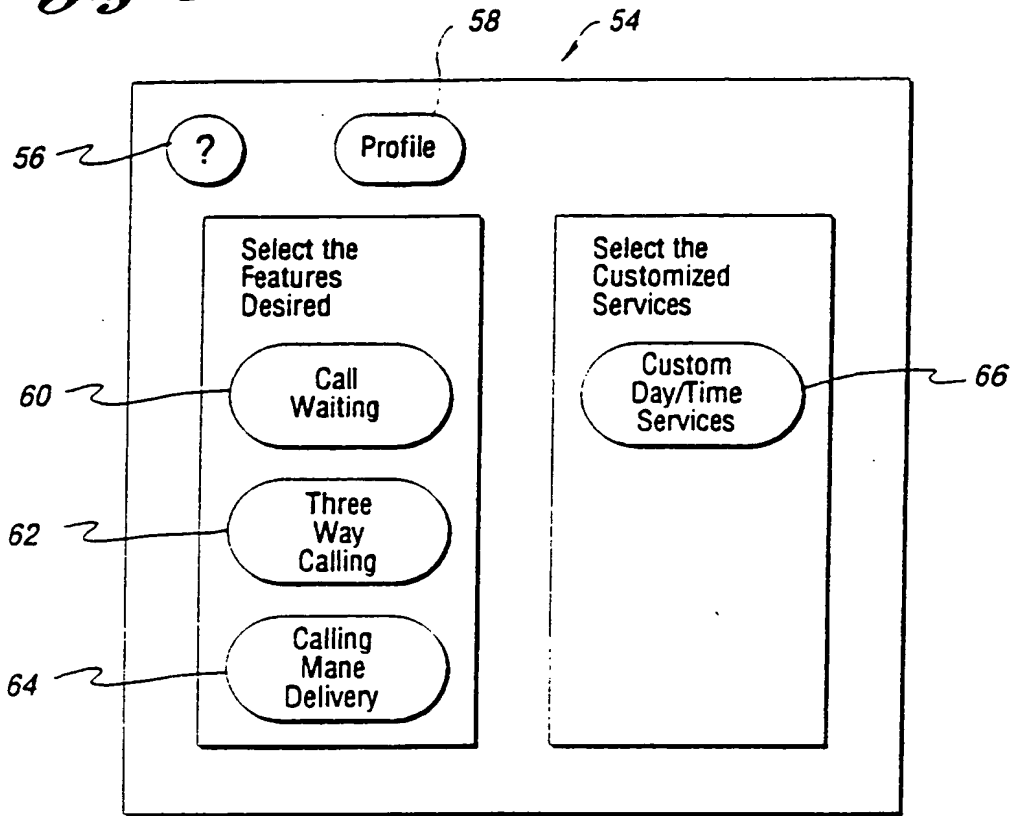 58
54
56
?
Profile
Select the
Features
Desired
Select the
Customized
Services
60
Call
Waiting
Custom
Day/Time
Services
66
62
Three
Way
Calling
64
Calling
Mane
Delivery